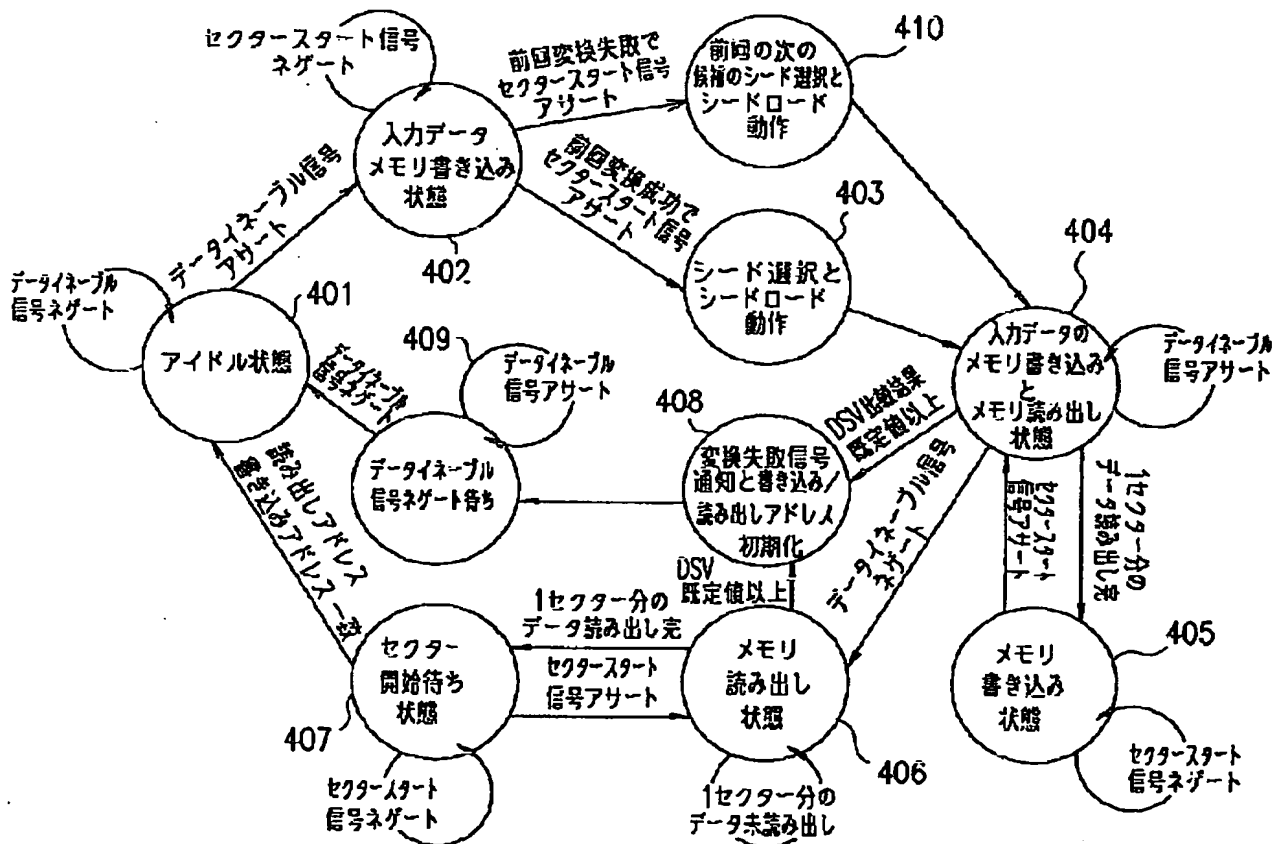 セクタースタート信号
ネゲート
前回変換失敗で
セクタースタート信号
アサート
410
前回の次の
候補のシード選択と
シードロード
動作
入力データ
メモリ書き込み
状態
402
前回変換成功で
セクタースタート信号
アサート
403
シード選択と
シードロード
動作
404
データイネーブル信号
アサート
データイネーブル
信号ネゲート
401
アイドル状態
409
データイネーブル
信号ネゲート
データイネーブル
信号アサート
データイネーブル
信号ネゲート待ち
入力データの
メモリ書き込み
と
メモリ読み出し
状態
データイネーブル
信号アサート
408
DSV比較結果
既定値以上
変換失敗信号
通知と書き込み/
読み出しアドレス
初期化
データイネーブル信号
ネゲート
セクタースタート
信号アサート
1セクター分の
データ読み出し完
読み出しアドレス
書き込みアドレス一致
DSV
既定値以上
1セクター分の
データ読み出し完
セクタースタート
信号アサート
セクター
開始待ち
状態
407
セクタースタート
信号ネゲート
メモリ
読み出し
状態
406
1セクター分の
データ未読み出し
メモリ
書き込み
状態
405
セクタースタート
信号ネゲート